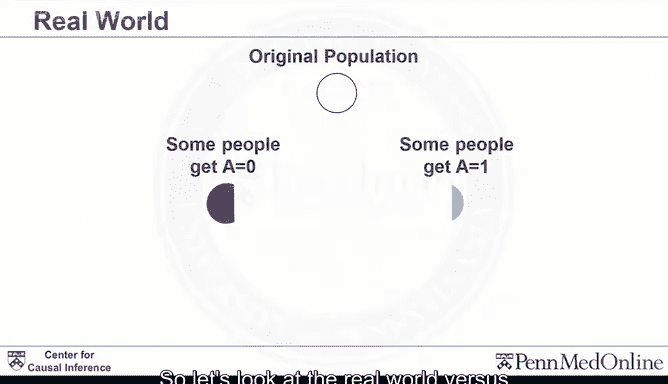 Real World
Original Population
Some people
get A=0
Some people
get A=1
Center for
Causal Inference
PennMedOnline
So let's look at the real world versus